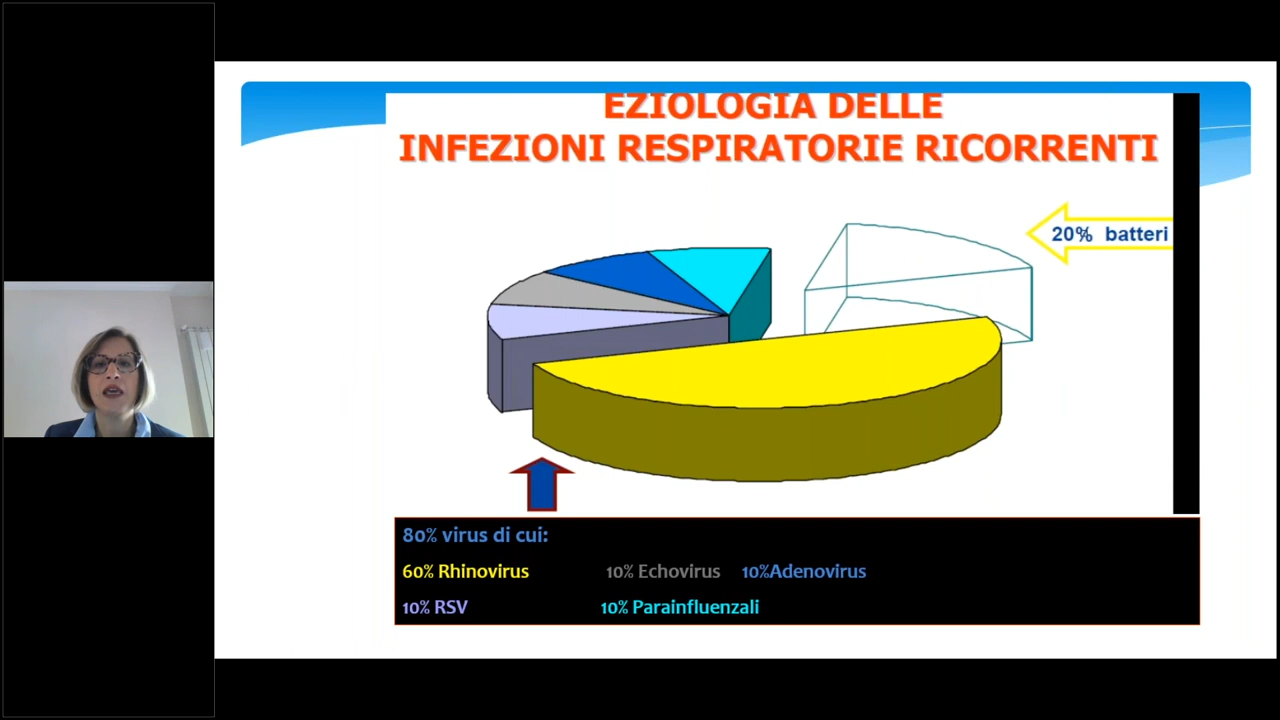 EZIOLOGIA DELLE
INFEZIONI RESPIRATORIE RICORRENTI
20% batteri
80% virus di cui:
60% Rhinovirus 10% Echovirus 10%Adenovirus
10% RSV 10% Parainfluenzali